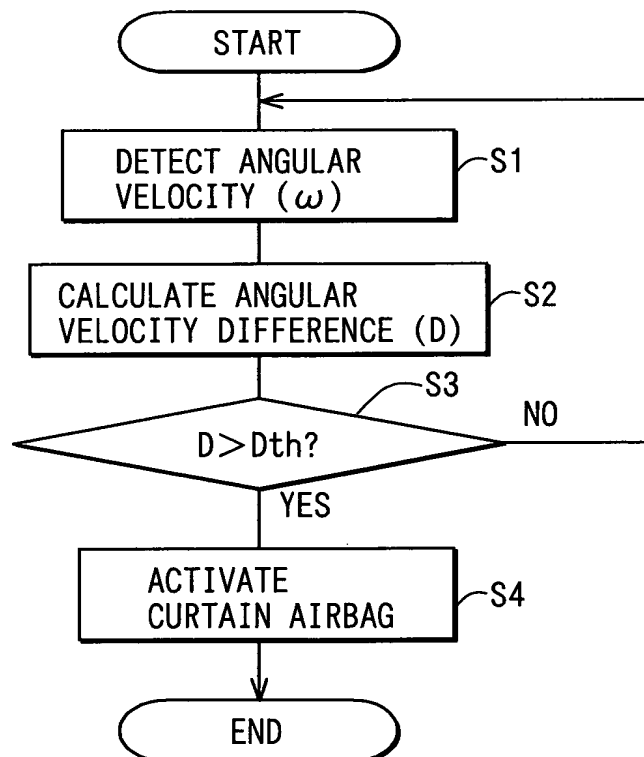 START
DETECT ANGULAR
VELOCITY (ω)
S1
CALCULATE ANGULAR
VELOCITY DIFFERENCE (D)
S2
S3
D>Dth?
NO
YES
ACTIVATE
CURTAIN AIRBAG
S4
END